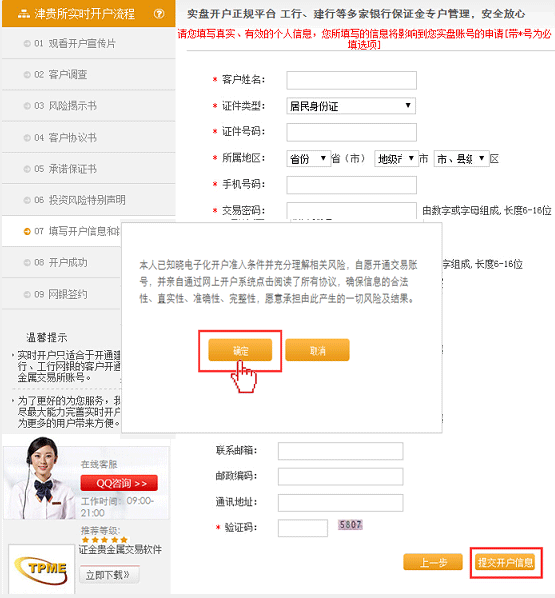 津贵所实时开户流程
01 观看开户宣传片
02 客户调查
03 风险揭示书
04 客户协议书
05 承诺保证书
06 投资风险特别声明
07 填写开户信息和
08 开户成功
09 网银签约
温馨提示
实时开户只适合于开通建
行、工行网银的客户开通
金属交易所账号。
为了更好的为您服务，我
尽最大能力完善实时开户
为更多的用户带来方便。
在线客服
QQ咨询 >>
工作时间：09:00-
21:00
推荐等级：
证金贵金属交易软件
TPME
立即下载»
实盘开户正规平台 工行、建行等多家银行保证金专户管理，安全放心
请您填写真实、有效的个人信息，您所填写的信息将影响到您实盘账号的申请[带*号为必
填选项]
* 客户姓名：
* 证件类型： 居民身份证
* 证件号码：
* 所属地区： 省份 省（市） 地级市 市 市、县级 区
* 手机号码：
* 交易密码： 由数字或字母组成,长度6-16位
字母组成,长度6-16位
本人已知晓电子化开户准入条件并充分理解相关风险，自愿开通交易账
号，并亲自通过网上开户系统点击阅读了所有协议，确保信息的合法
性、真实性、准确性、完整性，愿意承担由此产生的一切风险及结果。
确定 取消
联系邮箱：
邮政编码：
通讯地址：
* 验证码： 5807
上一步 提交开户信息